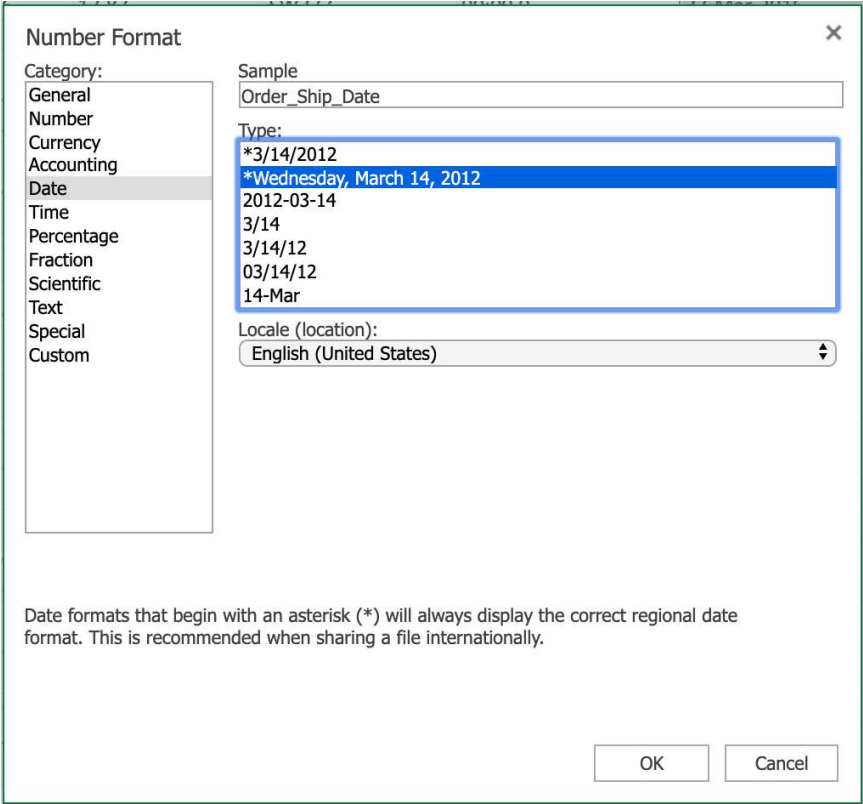 Number Format
Category:
General
Number
Currency
Accounting
Date
Time
Percentage
Fraction
Scientific
Text
Special
Custom
Sample
Order_Ship_Date
Type:
*3/14/2012
*Wednesday, March 14, 2012
2012-03-14
3/14
3/14/12
03/14/12
14-Mar
Locale (location):
English (United States)
Date formats that begin with an asterisk (*) will always display the correct regional date
format. This is recommended when sharing a file internationally.
OK
Cancel